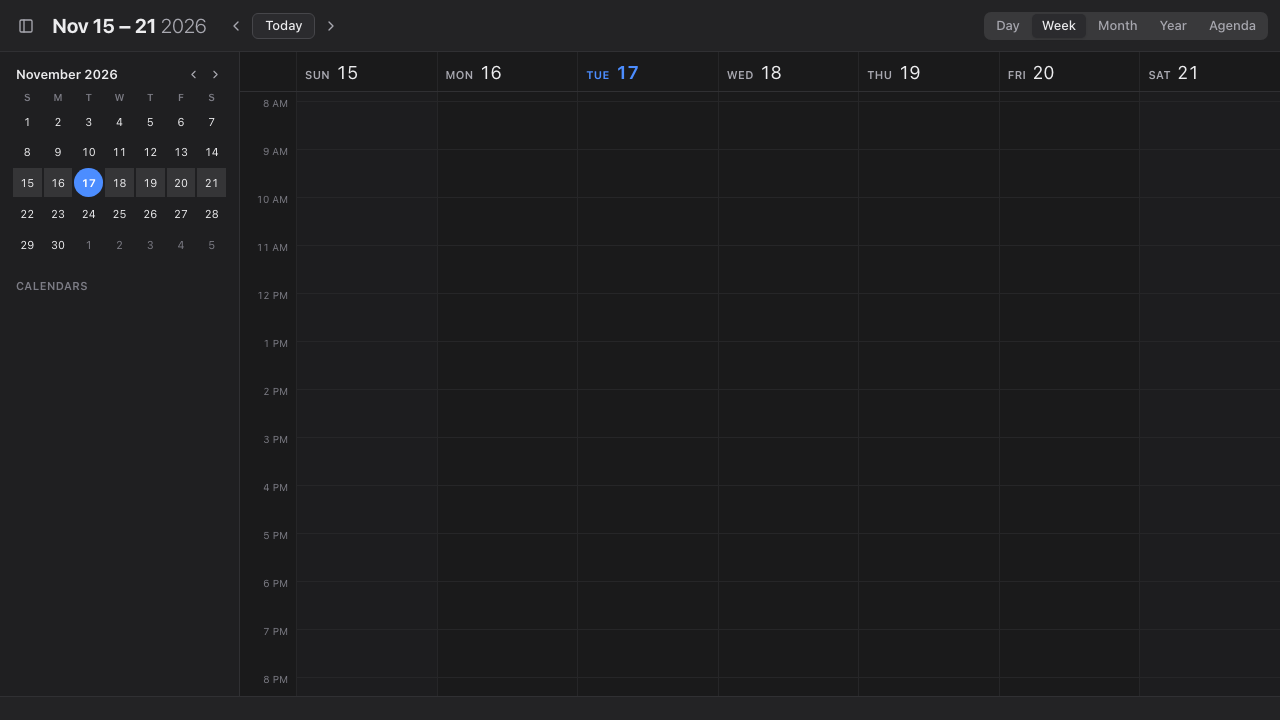 Nov 15 – 21 2026
Today
Day Week Month Year Agenda
November 2026
S M T W T F S
1 2 3 4 5 6 7
8 9 10 11 12 13 14
15 16 17 18 19 20 21
22 23 24 25 26 27 28
29 30 1 2 3 4 5
CALENDARS
SUN 15 MON 16 TUE 17 WED 18 THU 19 FRI 20 SAT 21
8 AM
9 AM
10 AM
11 AM
12 PM
1 PM
2 PM
3 PM
4 PM
5 PM
6 PM
7 PM
8 PM